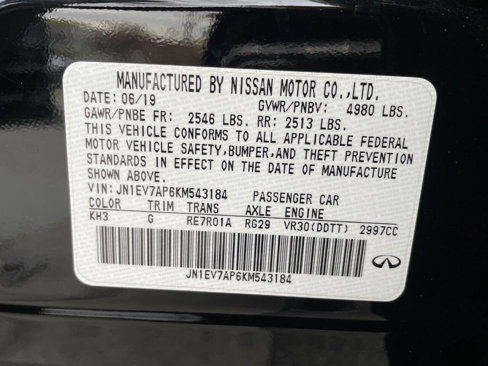 MANUFACTURED BY NISSAN MOTOR CO.,LTD.
DATE: 06/19 GVWR/PNBV: 4980 LBS.
GAWR/PNBE FR: 2546 LBS. RR: 2513 LBS.
THIS VEHICLE CONFORMS TO ALL APPLICABLE FEDERAL
MOTOR VEHICLE SAFETY,BUMPER,AND THEFT PREVENTION
STANDARDS IN EFFECT ON THE DATE OF MANUFACTURE
SHOWN ABOVE.
VIN: JN1EV7AP6KM543184 PASSENGER CAR
COLOR TRIM TRANS AXLE ENGINE
KH3 G RE7R01A RG29 VR30(DDTT) 2997CC
JN1EV7AP6KM543184